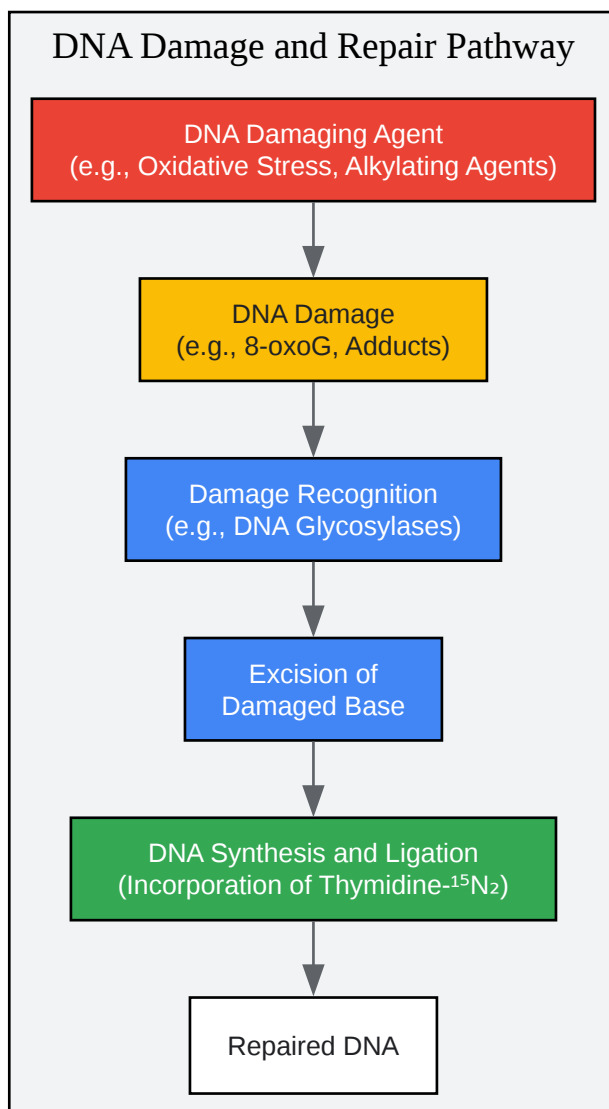 DNA Damage and Repair Pathway
DNA Damaging Agent
(e.g., Oxidative Stress, Alkylating Agents)
DNA Damage
(e.g., 8-oxoG, Adducts)
Damage Recognition
(e.g., DNA Glycosylases)
Excision of
Damaged Base
DNA Synthesis and Ligation
(Incorporation of Thymidine-¹⁵N₂)
Repaired DNA